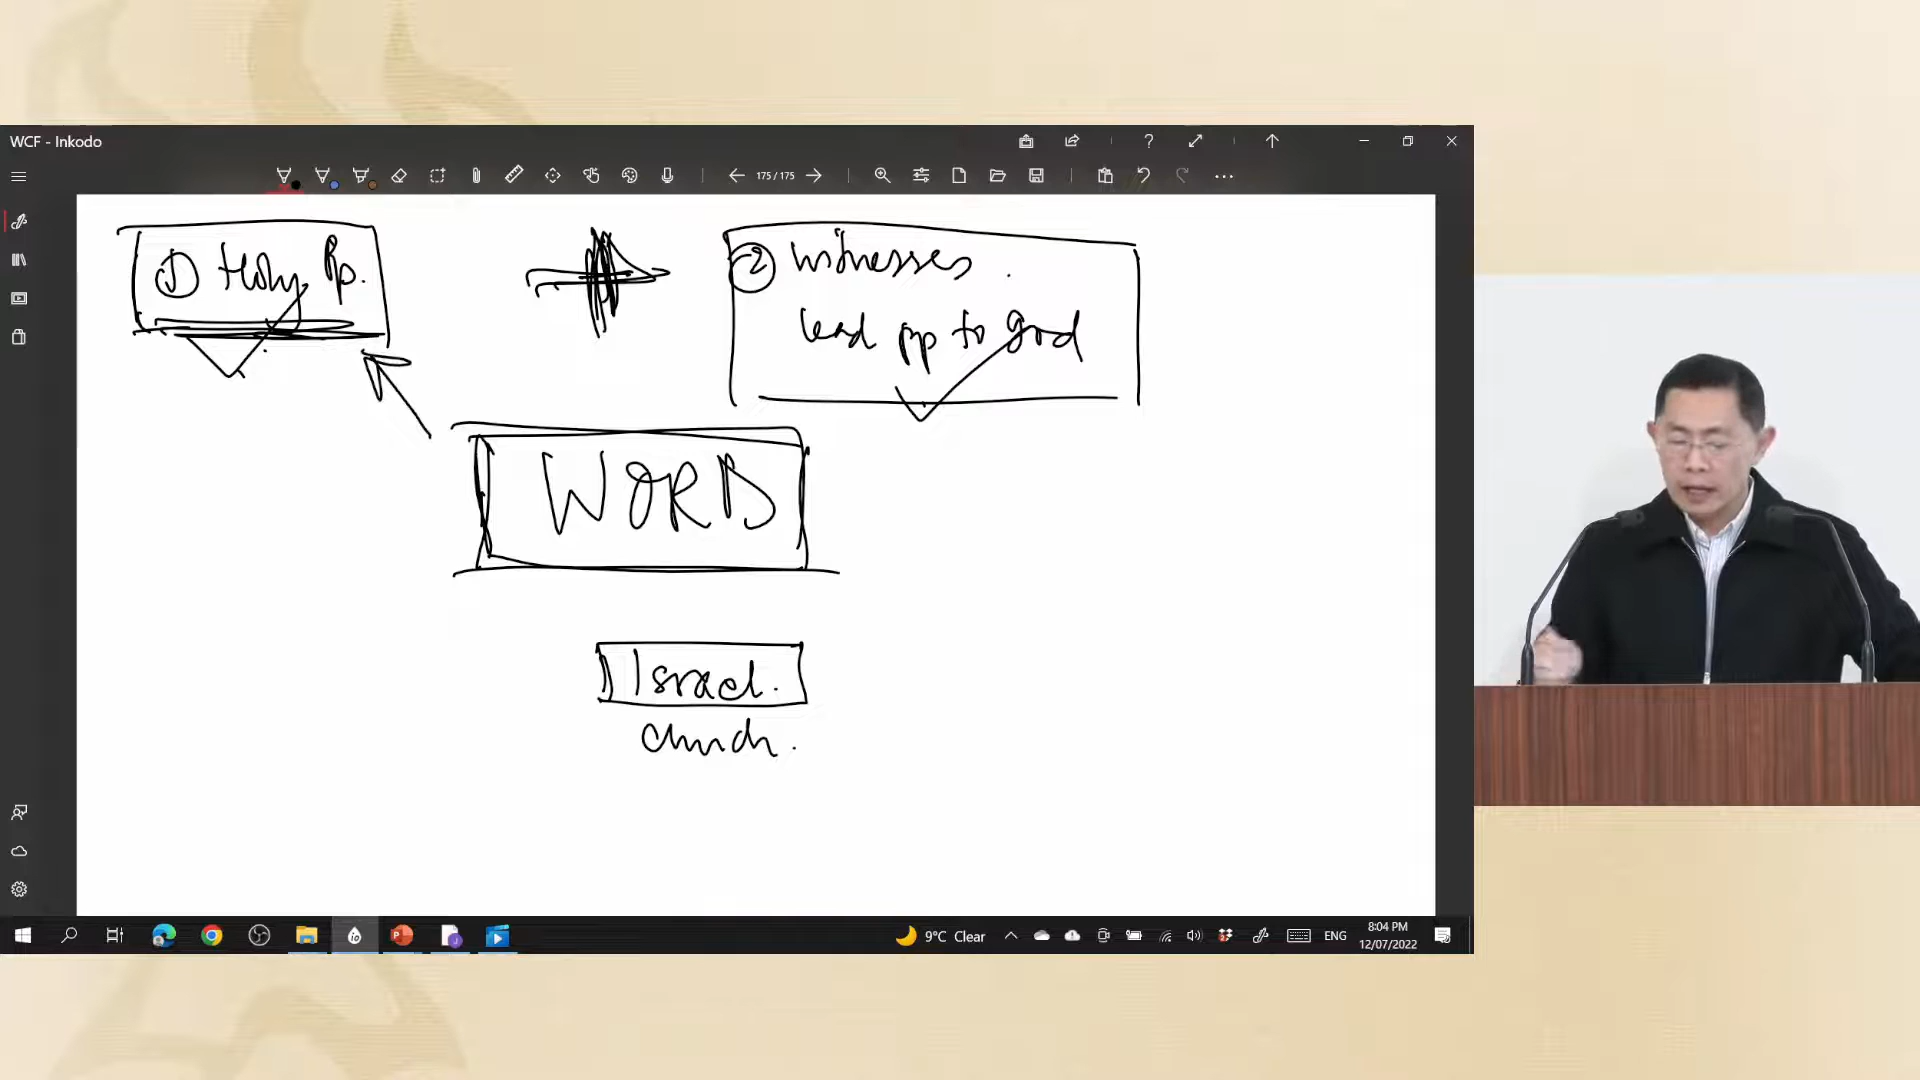 WCF - Inkodo
175 / 175
① Holy Pp.
② witnesses.
lead pp to God
WORD
Israel.
church.
9°C Clear
ENG
8:04 PM
12/07/2022